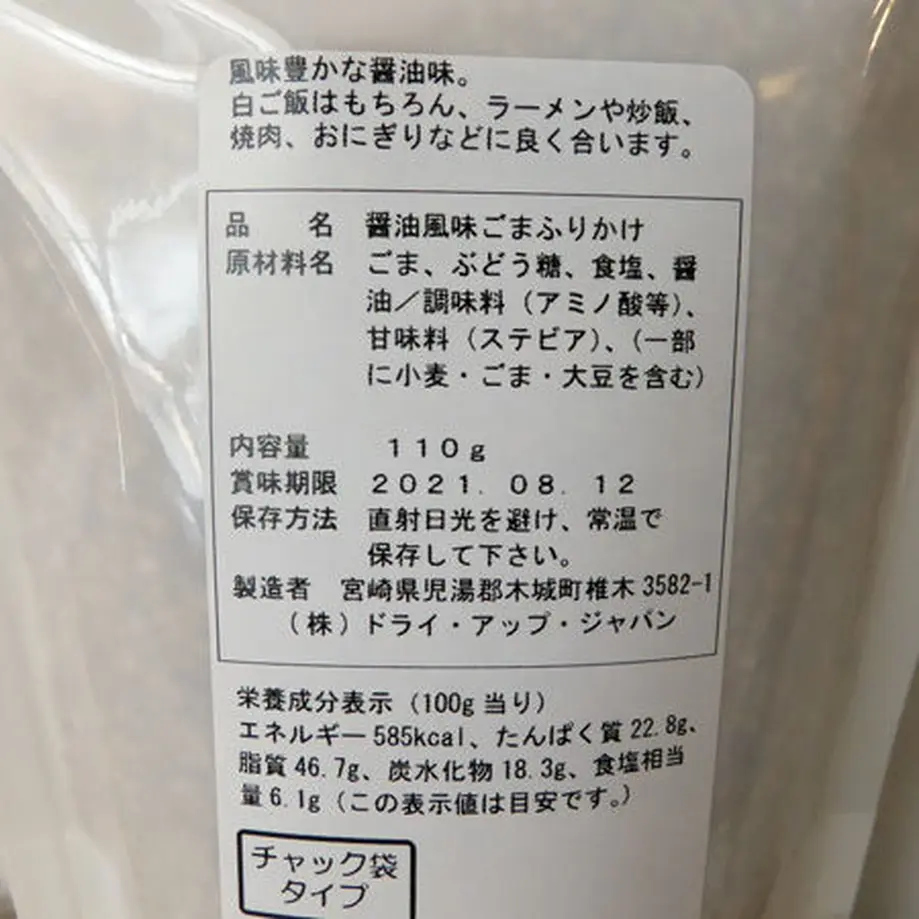 風味豊かな醤油味。
白ご飯はもちろん、ラーメンや炒飯、
焼肉、おにぎりなどに良く合います。
品　　名　醤油風味ごまふりかけ
原材料名　ごま、ぶどう糖、食塩、醤
油／調味料（アミノ酸等）、
甘味料（ステビア）、（一部
に小麦・ごま・大豆を含む）
内容量　１１０ｇ
賞味期限　２０２１．０８．１２
保存方法　直射日光を避け、常温で
保存して下さい。
製造者　宮崎県児湯郡木城町椎木 3582-1
（株）ドライ・アップ・ジャパン
栄養成分表示（100g 当り）
エネルギー 585kcal、たんぱく質 22.8g、
脂質 46.7g、炭水化物 18.3g、食塩相当
量 6.1g（この表示値は目安です。）
チャック袋
タイプ